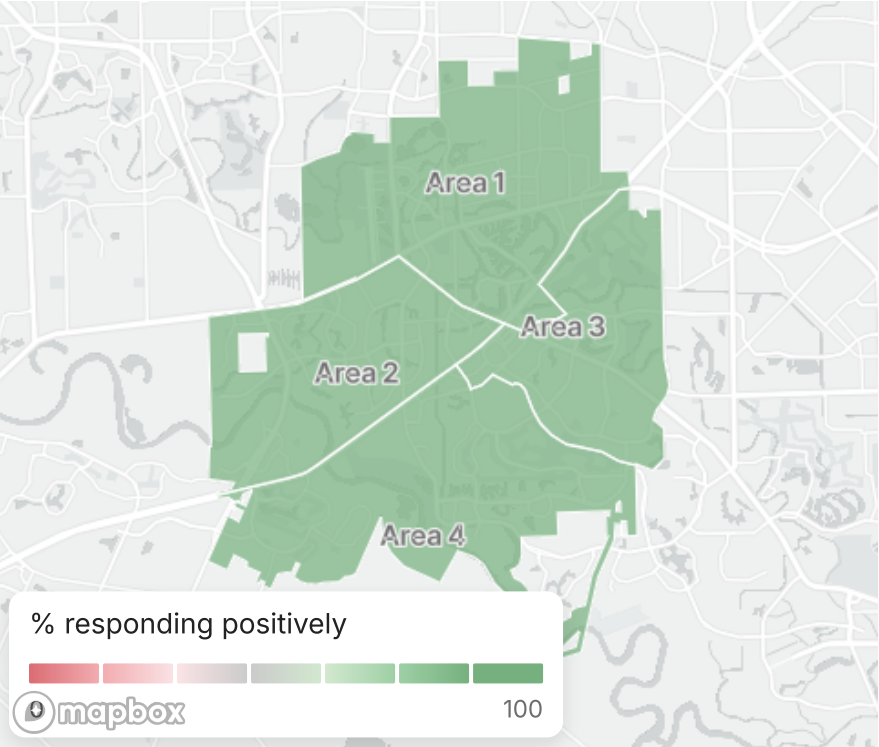 Area 1
Area 3
Area 2
Area 4
% responding positively
0
100
mapbox